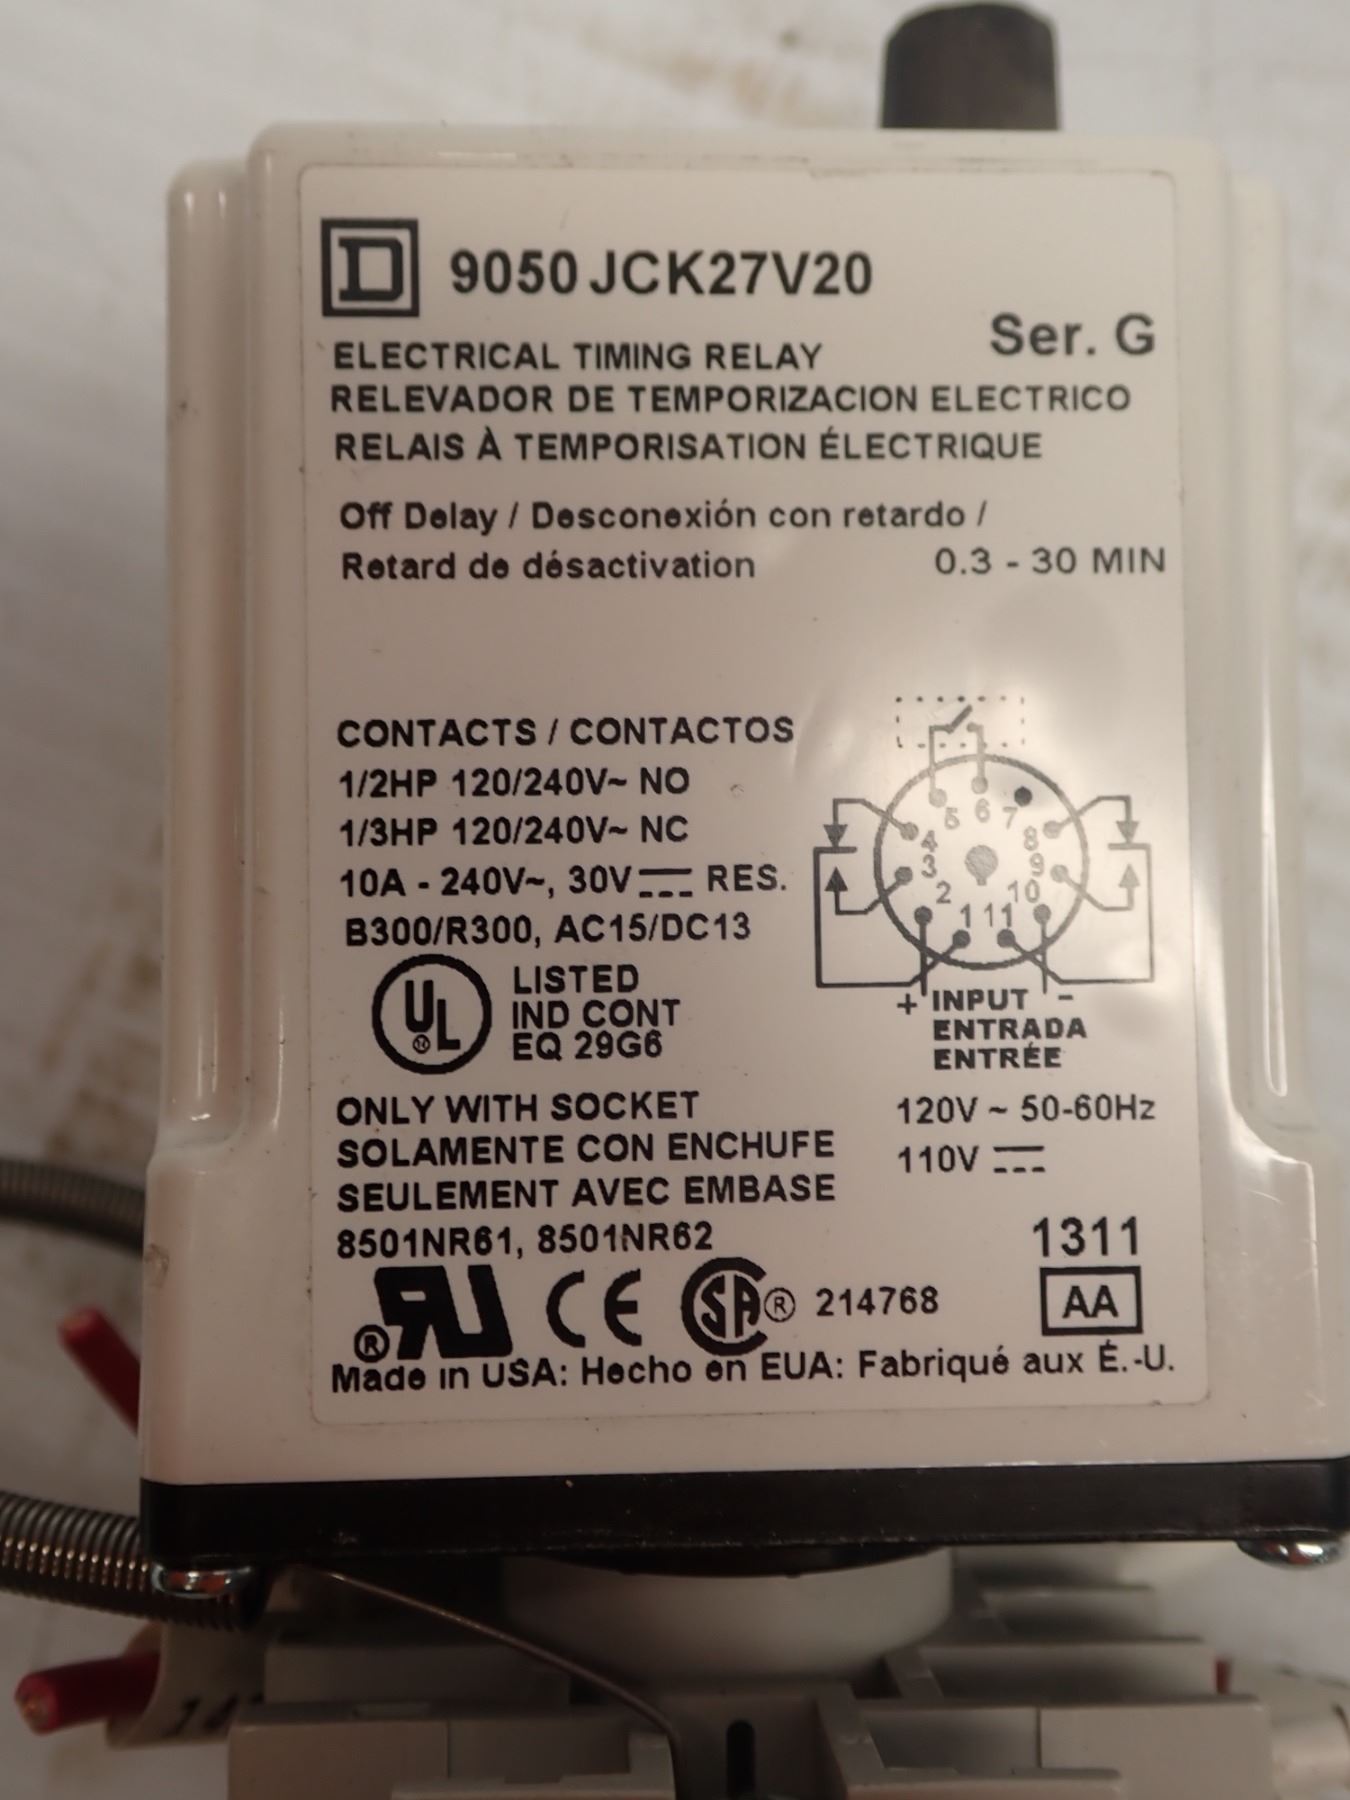 D 9050 JCK27V20
Ser. G
ELECTRICAL TIMING RELAY
RELEVADOR DE TEMPORIZACION ELECTRICO
RELAIS À TEMPORISATION ÉLECTRIQUE
Off Delay / Desconexión con retardo /
Retard de désactivation 0.3 - 30 MIN
CONTACTS / CONTACTOS
1/2HP 120/240V~ NO
1/3HP 120/240V~ NC
10A - 240V~, 30V⎓ RES.
B300/R300, AC15/DC13
UL LISTED
IND CONT
EQ 29G6
5 6 7
4 8
3 9
2 10
1 11
+ INPUT -
ENTRADA
ENTRÉE
ONLY WITH SOCKET
SOLAMENTE CON ENCHUFE
SEULEMENT AVEC EMBASE
8501NR61, 8501NR62
120V ~ 50-60Hz
110V ⎓
1311
AA
RU® CE SA® 214768
Made in USA: Hecho en EUA: Fabriqué aux É.-U.